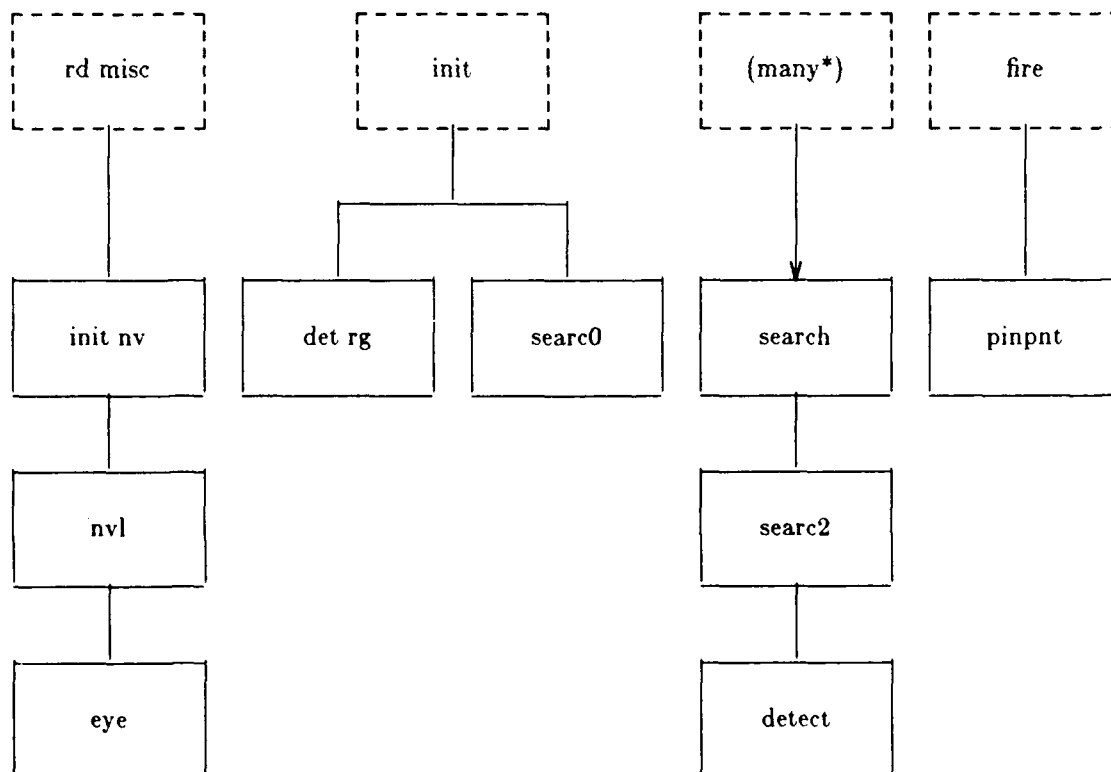 rd misc
init
(many*)
fire
init nv
det rg
searc0
search
pinpnt
nvl
searc2
eye
detect